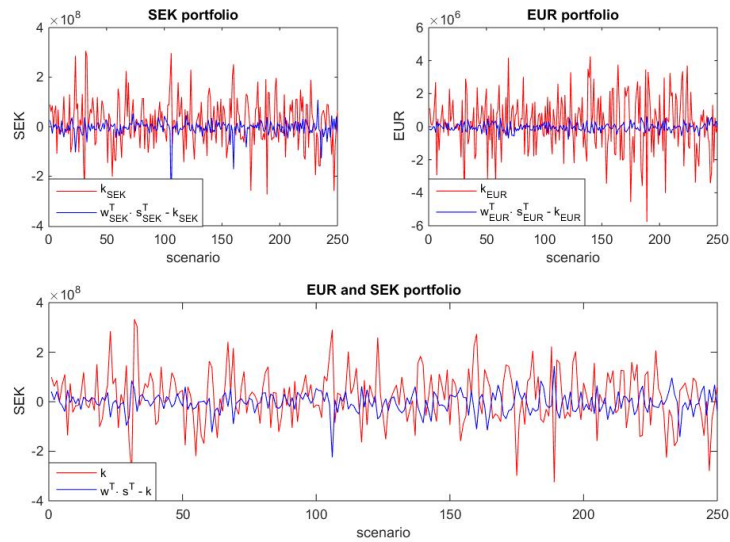 SEK portfolio
×10^8
4
2
0
-2
-4
SEK
k_SEK
w^T_SEK · s^T_SEK - k_SEK
0 50 100 150 200 250
scenario
EUR portfolio
×10^6
6
4
2
0
-2
-4
-6
EUR
k_EUR
w^T_EUR · s^T_EUR - k_EUR
0 50 100 150 200 250
scenario
EUR and SEK portfolio
×10^8
4
2
0
-2
-4
SEK
k
w^T · s^T - k
0 50 100 150 200 250
scenario